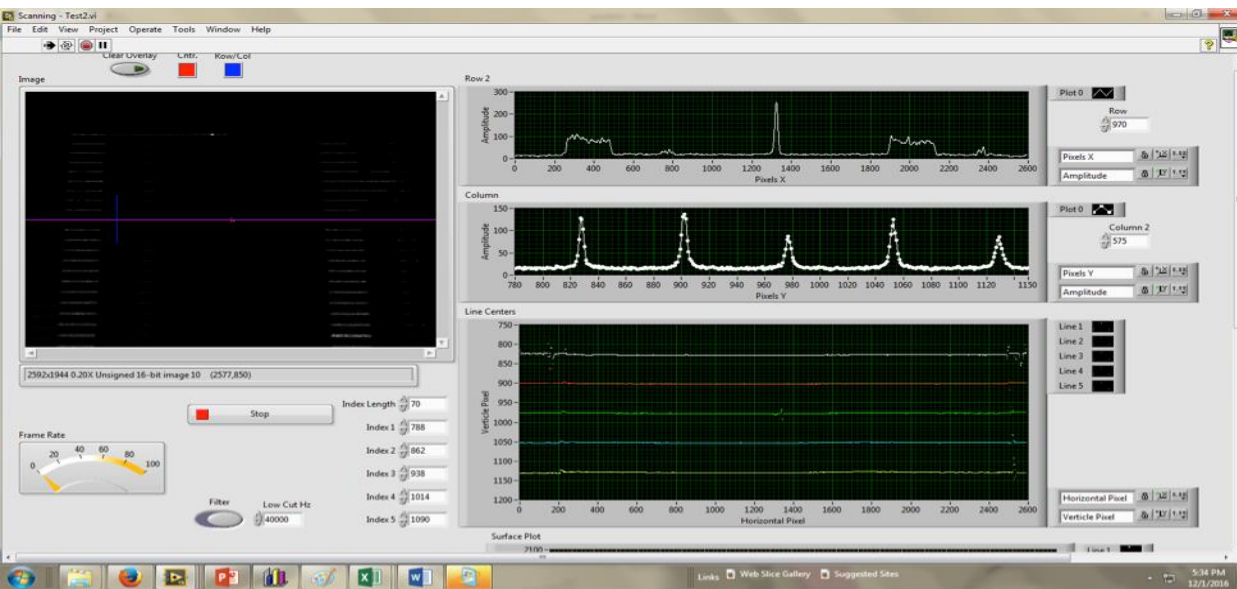 Scanning - Test2.vi
File Edit View Project Operate Tools Window Help
Clear Overlay Cntr. Row/Col
Image
2592x1944 0.20X Unsigned 16-bit image 10 (2577,850)
Stop
Index Length 70
Index 1 788
Index 2 862
Index 3 938
Index 4 1014
Index 5 1090
Frame Rate
0 20 40 60 80 100
Filter
Low Cut Hz
40000
Row 2
Amplitude
300
200
100
0
0 200 400 600 800 1000 1200 1400 1600 1800 2000 2200 2400 2600
Pixels X
Plot 0
Row
970
Pixels X
Amplitude
Column
Amplitude
150
100
50
0
780 800 820 840 860 880 900 920 940 960 980 1000 1020 1040 1060 1080 1100 1120 1150
Pixels Y
Plot 0
Column 2
575
Pixels Y
Amplitude
Line Centers
Verticle Pixel
750
800
850
900
950
1000
1050
1100
1150
1200
0 200 400 600 800 1000 1200 1400 1600 1800 2000 2200 2400 2600
Horizontal Pixel
Line 1
Line 2
Line 3
Line 4
Line 5
Horizontal Pixel
Verticle Pixel
Surface Plot
2100
Line 1
Links Web Slice Gallery Suggested Sites
5:34 PM
12/1/2016